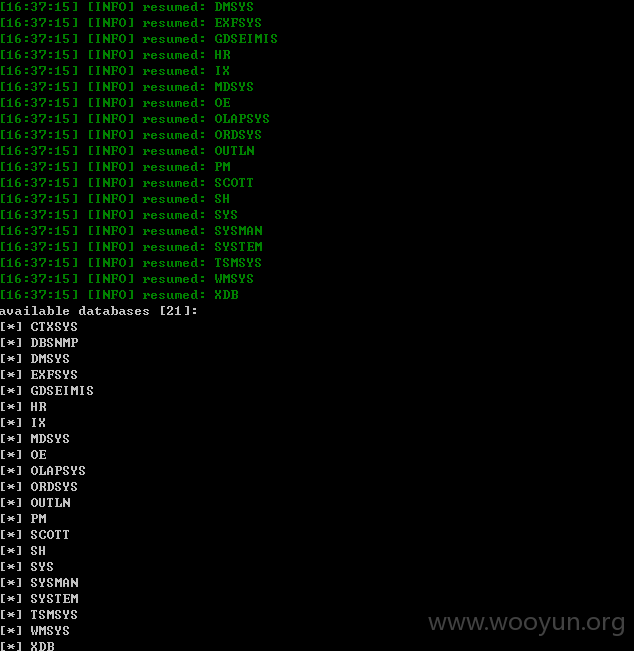 [16:37:15] [INFO] resumed: DMSYS
[16:37:15] [INFO] resumed: EXFSYS
[16:37:15] [INFO] resumed: GDSEIMIS
[16:37:15] [INFO] resumed: HR
[16:37:15] [INFO] resumed: IX
[16:37:15] [INFO] resumed: MDSYS
[16:37:15] [INFO] resumed: OE
[16:37:15] [INFO] resumed: OLAPSYS
[16:37:15] [INFO] resumed: ORDSYS
[16:37:15] [INFO] resumed: OUTLN
[16:37:15] [INFO] resumed: PM
[16:37:15] [INFO] resumed: SCOTT
[16:37:15] [INFO] resumed: SH
[16:37:15] [INFO] resumed: SYS
[16:37:15] [INFO] resumed: SYSMAN
[16:37:15] [INFO] resumed: SYSTEM
[16:37:15] [INFO] resumed: TSMSYS
[16:37:15] [INFO] resumed: WMSYS
[16:37:15] [INFO] resumed: XDB
available databases [21]:
[*] CTXSYS
[*] DBSNMP
[*] DMSYS
[*] EXFSYS
[*] GDSEIMIS
[*] HR
[*] IX
[*] MDSYS
[*] OE
[*] OLAPSYS
[*] ORDSYS
[*] OUTLN
[*] PM
[*] SCOTT
[*] SH
[*] SYS
[*] SYSMAN
[*] SYSTEM
[*] TSMSYS
[*] WMSYS
[*] XDB
www.wooyun.org